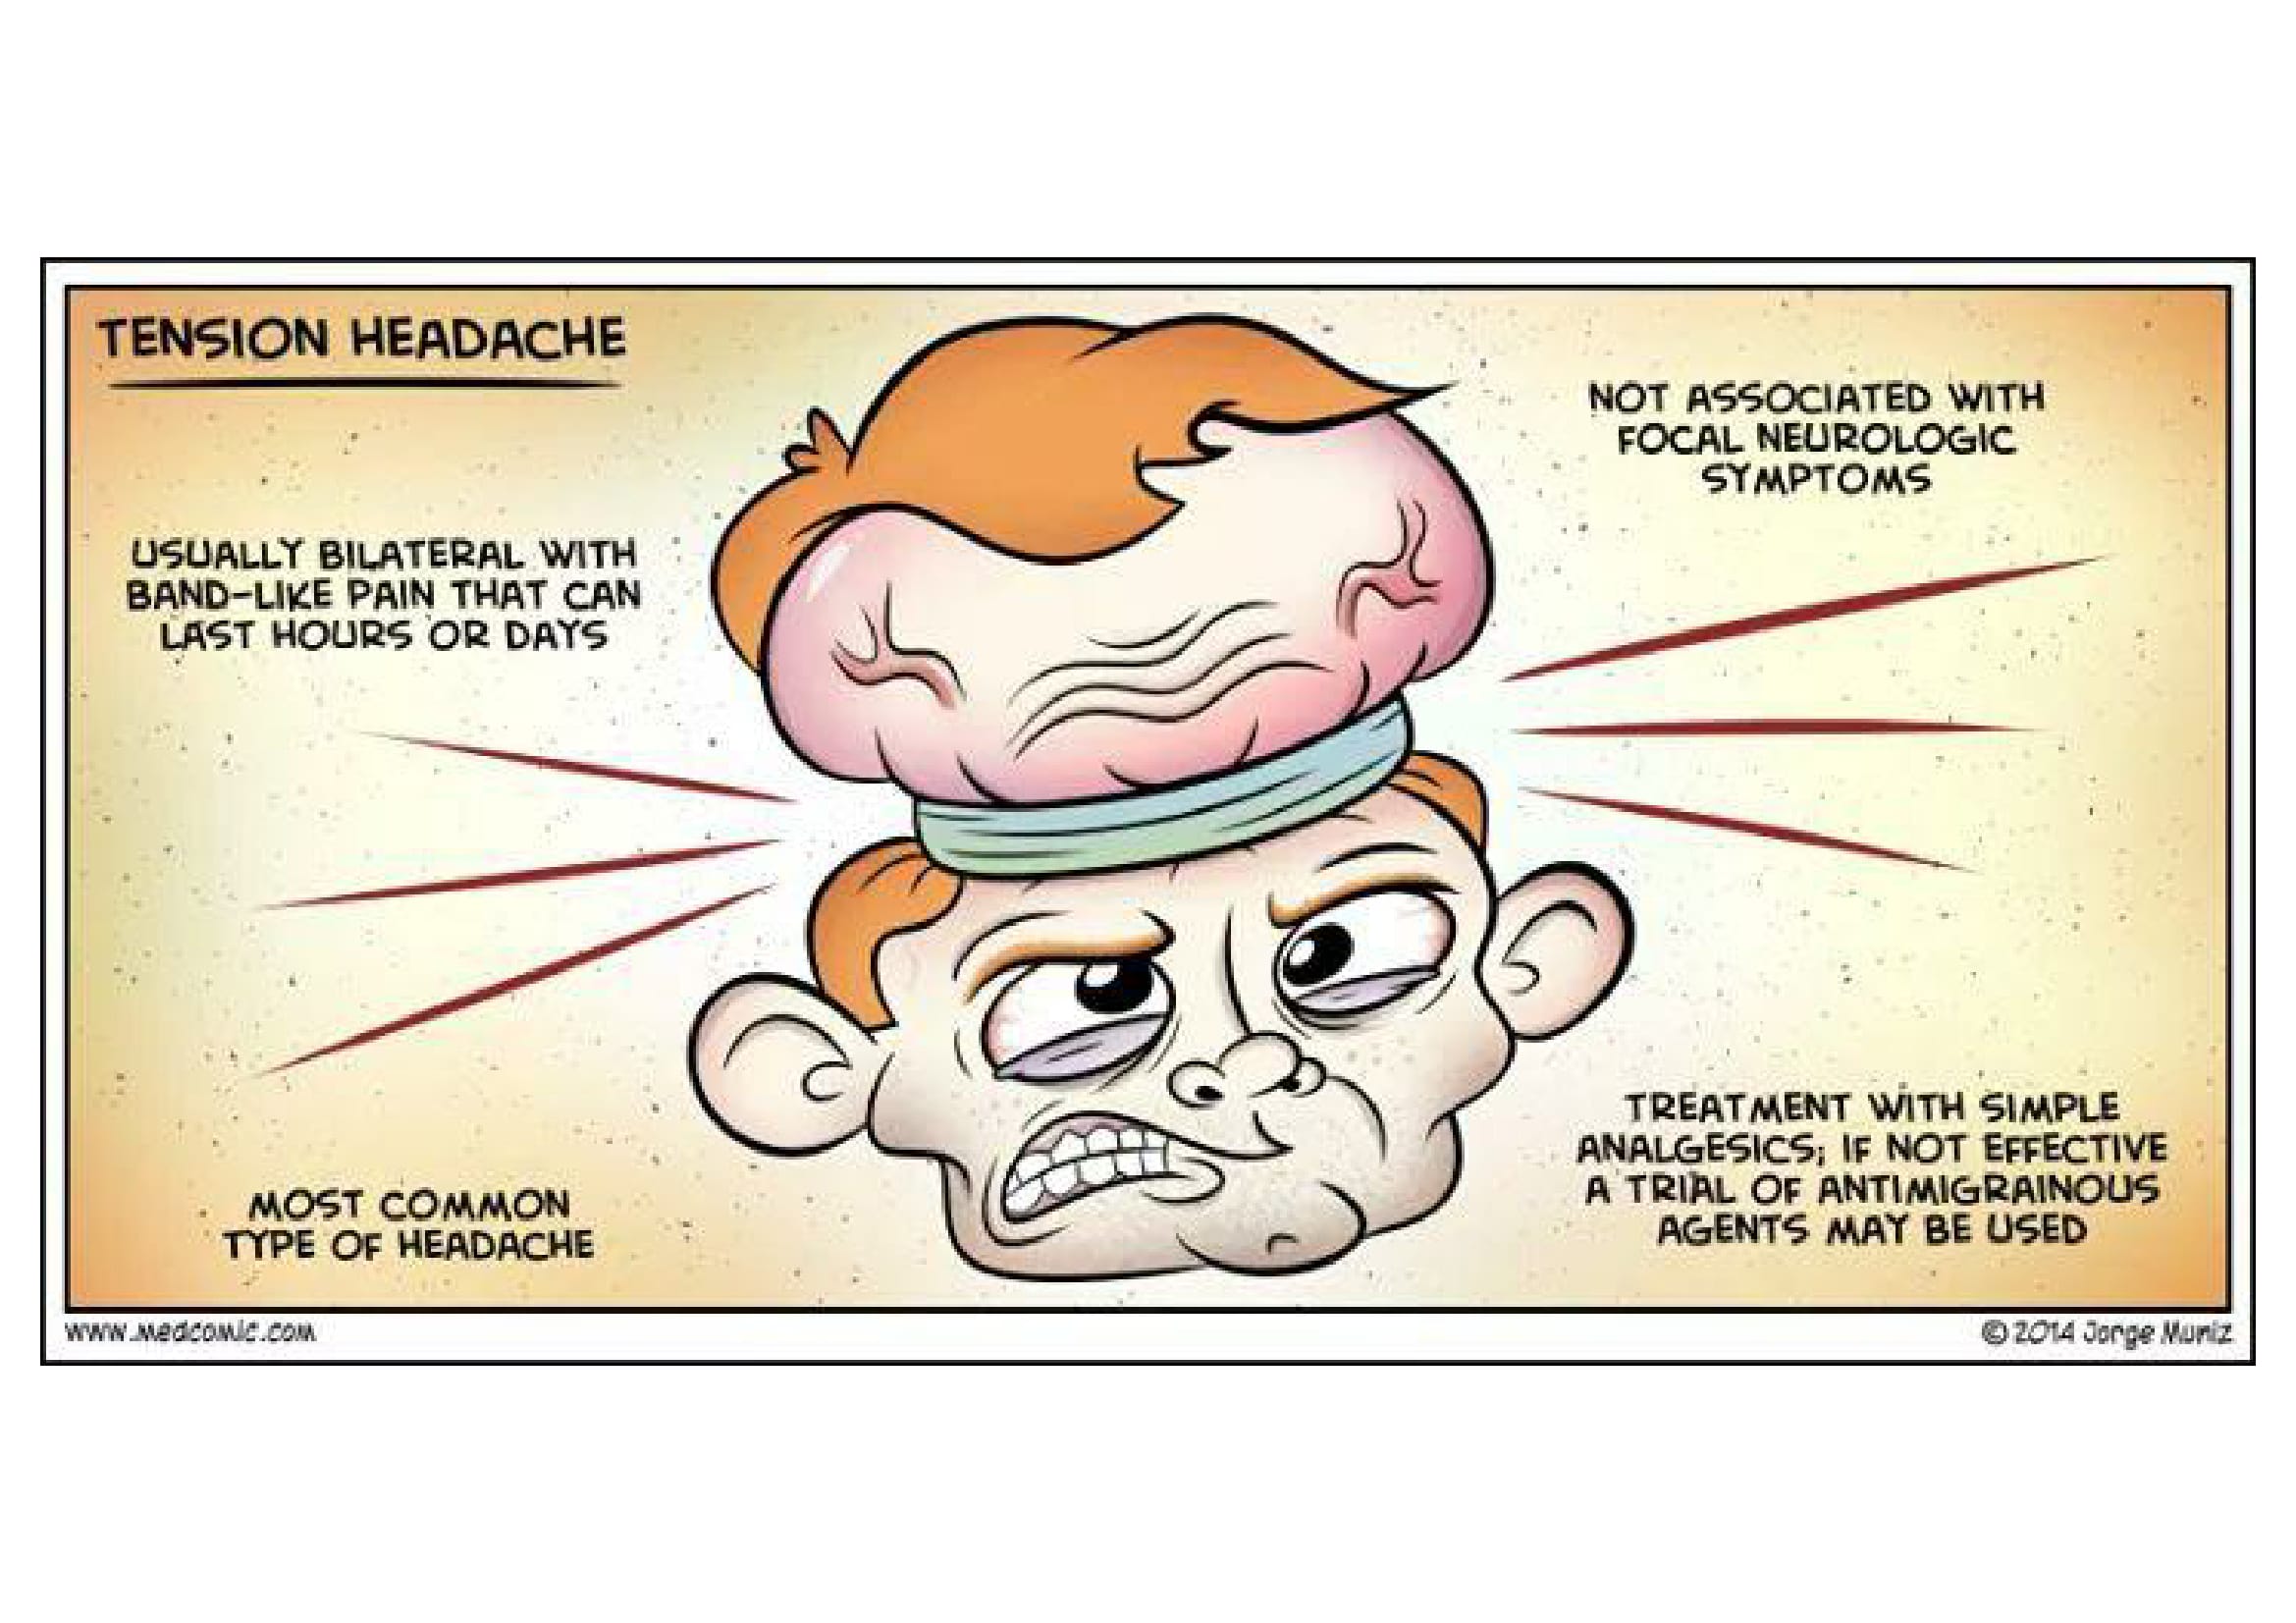 TENSION HEADACHE
USUALLY BILATERAL WITH
BAND-LIKE PAIN THAT CAN
LAST HOURS OR DAYS
MOST COMMON
TYPE OF HEADACHE
NOT ASSOCIATED WITH
FOCAL NEUROLOGIC
SYMPTOMS
TREATMENT WITH SIMPLE
ANALGESICS; IF NOT EFFECTIVE
A TRIAL OF ANTIMIGRAINOUS
AGENTS MAY BE USED
www.medcomic.com
© 2014 Jorge Muniz